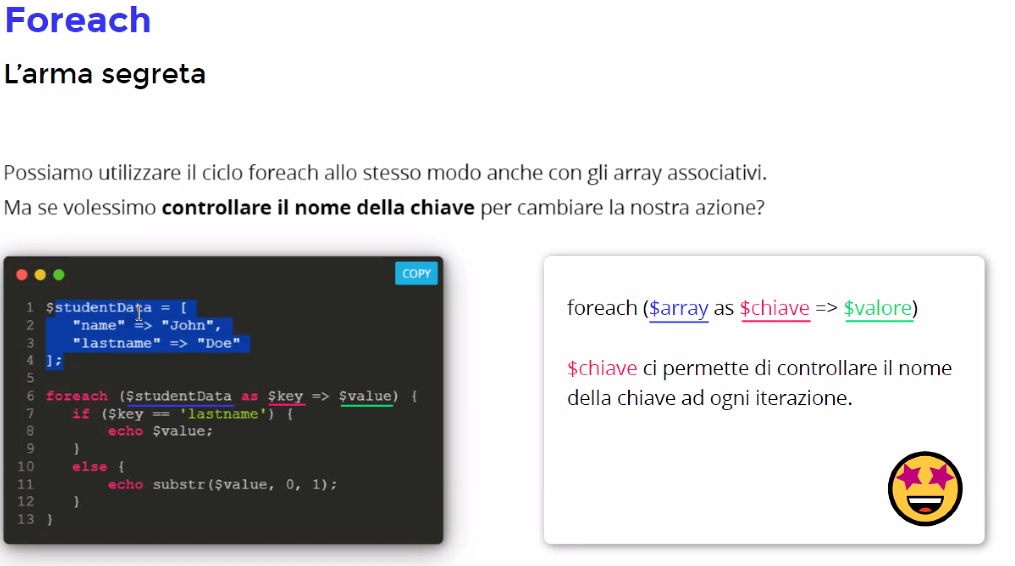 Foreach
L'arma segreta
Possiamo utilizzare il ciclo foreach allo stesso modo anche con gli array associativi.
Ma se volessimo controllare il nome della chiave per cambiare la nostra azione?
COPY
1 $studentData = [
2 "name" => "John",
3 "lastname" => "Doe"
4 ];
5
6 foreach ($studentData as $key => $value) {
7 if ($key == 'lastname') {
8 echo $value;
9 }
10 else {
11 echo substr($value, 0, 1);
12 }
13 }
foreach ($array as $chiave => $valore)
$chiave ci permette di controllare il nome
della chiave ad ogni iterazione.